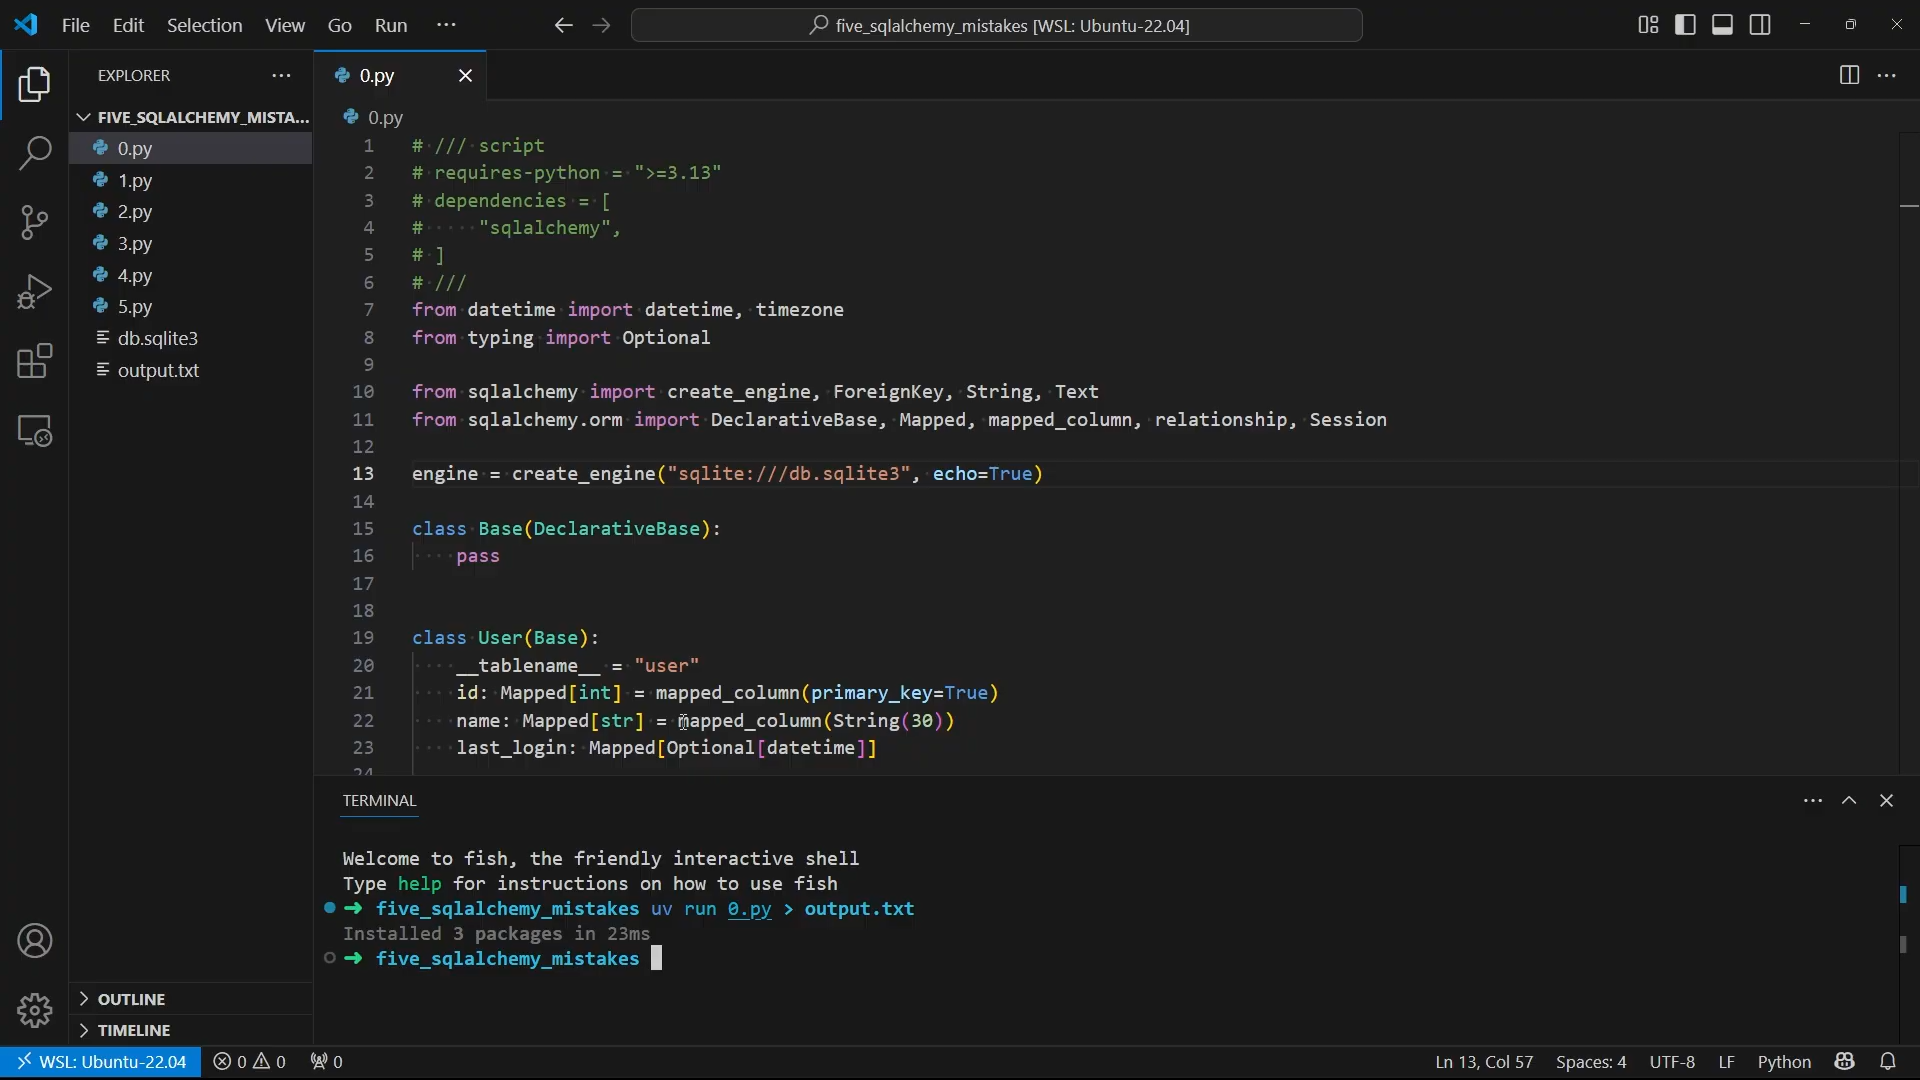 File Edit Selection View Go Run ···
five_sqlalchemy_mistakes [WSL: Ubuntu-22.04]
EXPLORER
FIVE_SQLALCHEMY_MISTA...
0.py
1.py
2.py
3.py
4.py
5.py
db.sqlite3
output.txt
OUTLINE
TIMELINE
0.py
0.py
1 # /// script
2 # requires-python = ">=3.13"
3 # dependencies = [
4 #     "sqlalchemy",
5 # ]
6 # ///
7 from datetime import datetime, timezone
8 from typing import Optional
9
10 from sqlalchemy import create_engine, ForeignKey, String, Text
11 from sqlalchemy.orm import DeclarativeBase, Mapped, mapped_column, relationship, Session
12
13 engine = create_engine("sqlite:///db.sqlite3", echo=True)
14
15 class Base(DeclarativeBase):
16     pass
17
18
19 class User(Base):
20     __tablename__ = "user"
21     id: Mapped[int] = mapped_column(primary_key=True)
22     name: Mapped[str] = mapped_column(String(30))
23     last_login: Mapped[Optional[datetime]]
24
TERMINAL
Welcome to fish, the friendly interactive shell
Type help for instructions on how to use fish
➜ five_sqlalchemy_mistakes uv run 0.py > output.txt
Installed 3 packages in 23ms
➜ five_sqlalchemy_mistakes
WSL: Ubuntu-22.04 0 0 0
Ln 13, Col 57 Spaces: 4 UTF-8 LF Python